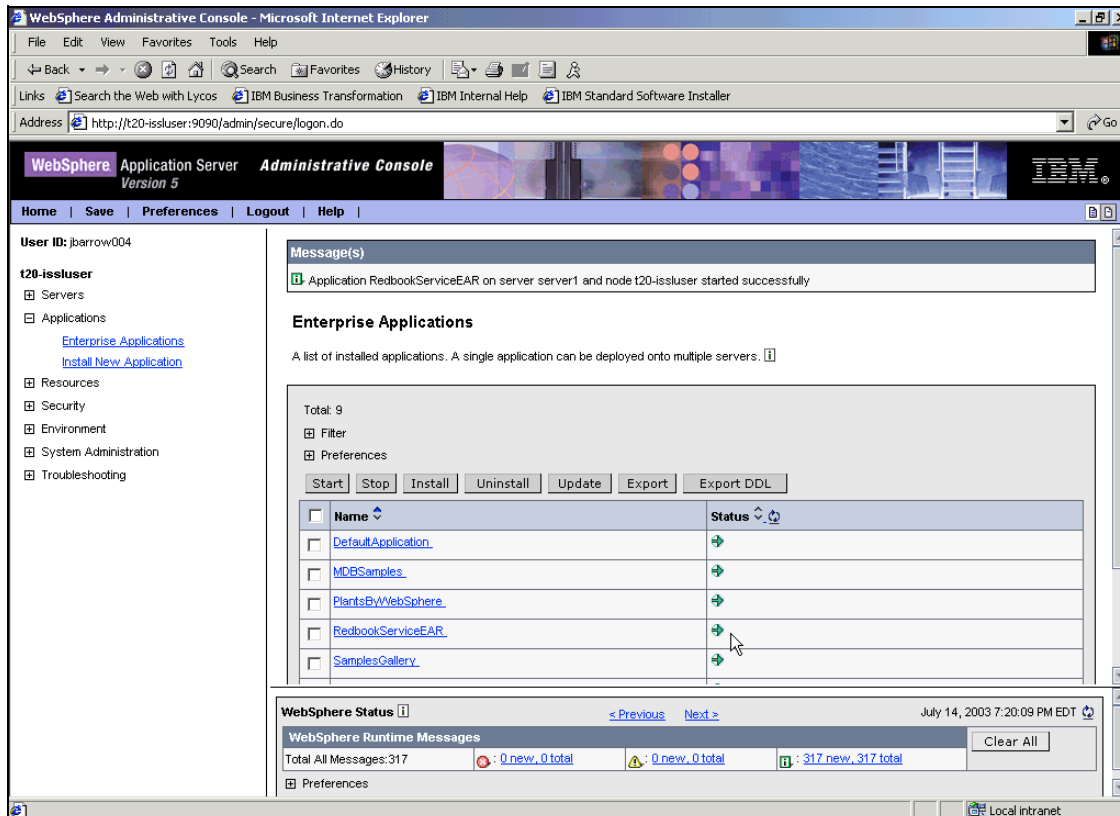 WebSphere Administrative Console - Microsoft Internet Explorer
File Edit View Favorites Tools Help
Back Search Favorites History
Links Search the Web with Lycos IBM Business Transformation IBM Internal Help IBM Standard Software Installer
Address http://t20-issluser:9090/admin/secure/logon.do Go
WebSphere Application Server Administrative Console
Version 5
IBM®
Home | Save | Preferences | Logout | Help |
User ID: jbarrow004
t20-issluser
Servers
Applications
Enterprise Applications
Install New Application
Resources
Security
Environment
System Administration
Troubleshooting
Message(s)
Application RedbookServiceEAR on server server1 and node t20-issluser started successfully
Enterprise Applications
A list of installed applications. A single application can be deployed onto multiple servers. i
Total: 9
Filter
Preferences
Start Stop Install Uninstall Update Export Export DDL
Name Status
DefaultApplication
MDBSamples
PlantsByWebSphere
RedbookServiceEAR
SamplesGallery
WebSphere Status i < Previous Next > July 14, 2003 7:20:09 PM EDT
WebSphere Runtime Messages Clear All
Total All Messages:317 : 0 new, 0 total : 0 new, 0 total : 317 new, 317 total
Preferences
Local intranet